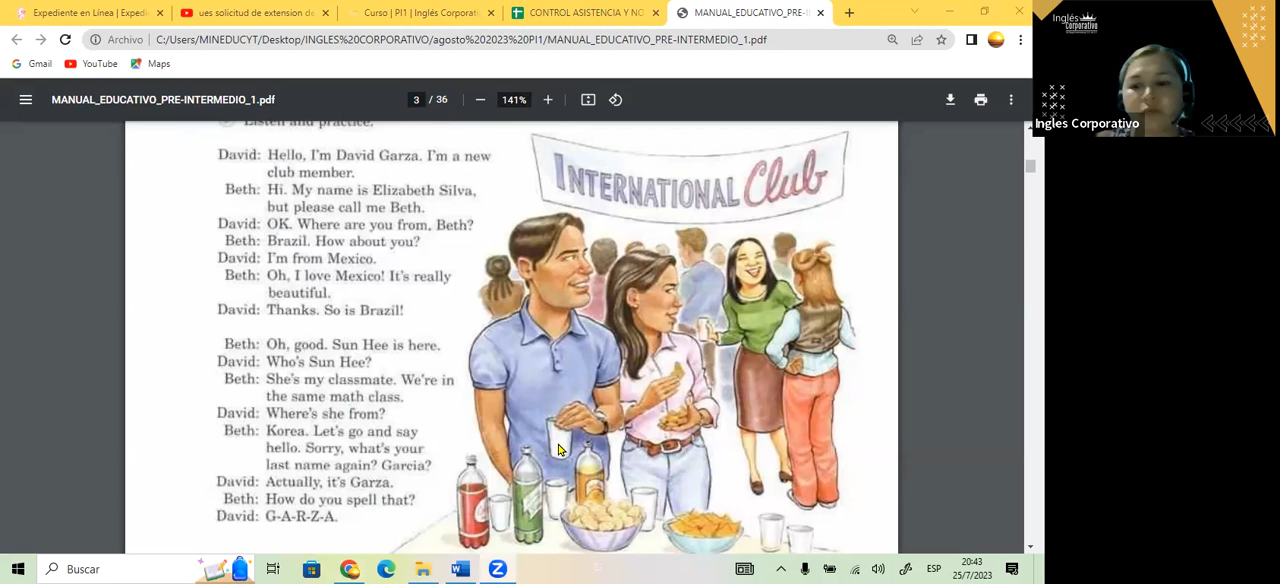 Expediente en Línea | Expedi
ues solicitud de extension de
Curso | PI1 | Inglés Corporati
CONTROL ASISTENCIA Y NO
MANUAL_EDUCATIVO_PRE-I
Archivo
C:/Users/MINEDUCYT/Desktop/INGLES%20CORPORATIVO/agosto%202023%20PI1/MANUAL_EDUCATIVO_PRE-INTERMEDIO_1.pdf
Gmail
YouTube
Maps
MANUAL_EDUCATIVO_PRE-INTERMEDIO_1.pdf
3 / 36
141%
Listen and practice.
David: Hello, I'm David Garza. I'm a new
club member.
Beth: Hi. My name is Elizabeth Silva,
but please call me Beth.
David: OK. Where are you from, Beth?
Beth: Brazil. How about you?
David: I'm from Mexico.
Beth: Oh, I love Mexico! It's really
beautiful.
David: Thanks. So is Brazil!
Beth: Oh, good. Sun Hee is here.
David: Who's Sun Hee?
Beth: She's my classmate. We're in
the same math class.
David: Where's she from?
Beth: Korea. Let's go and say
hello. Sorry, what's your
last name again? Garcia?
David: Actually, it's Garza.
Beth: How do you spell that?
David: G-A-R-Z-A.
INTERNATIONAL Club
Inglés
Corporativo
Ingles Corporativo
Buscar
ESP
20:43
25/7/2023